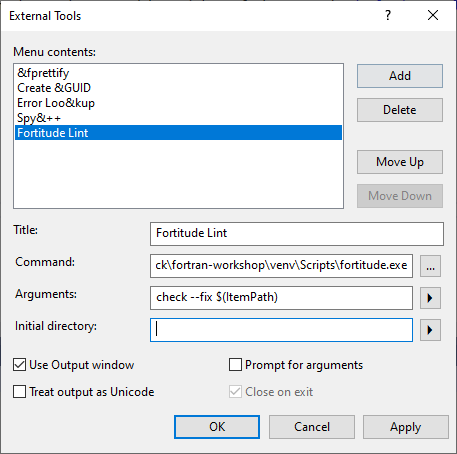 External Tools
?
Menu contents:
&fprettify
Create &GUID
Error Loo&kup
Spy&++
Fortitude Lint
Add
Delete
Move Up
Move Down
Title:
Fortitude Lint
Command:
ck\fortran-workshop\venv\Scripts\fortitude.exe
...
Arguments:
check --fix $(ItemPath)
Initial directory:
Use Output window
Prompt for arguments
Treat output as Unicode
Close on exit
OK
Cancel
Apply